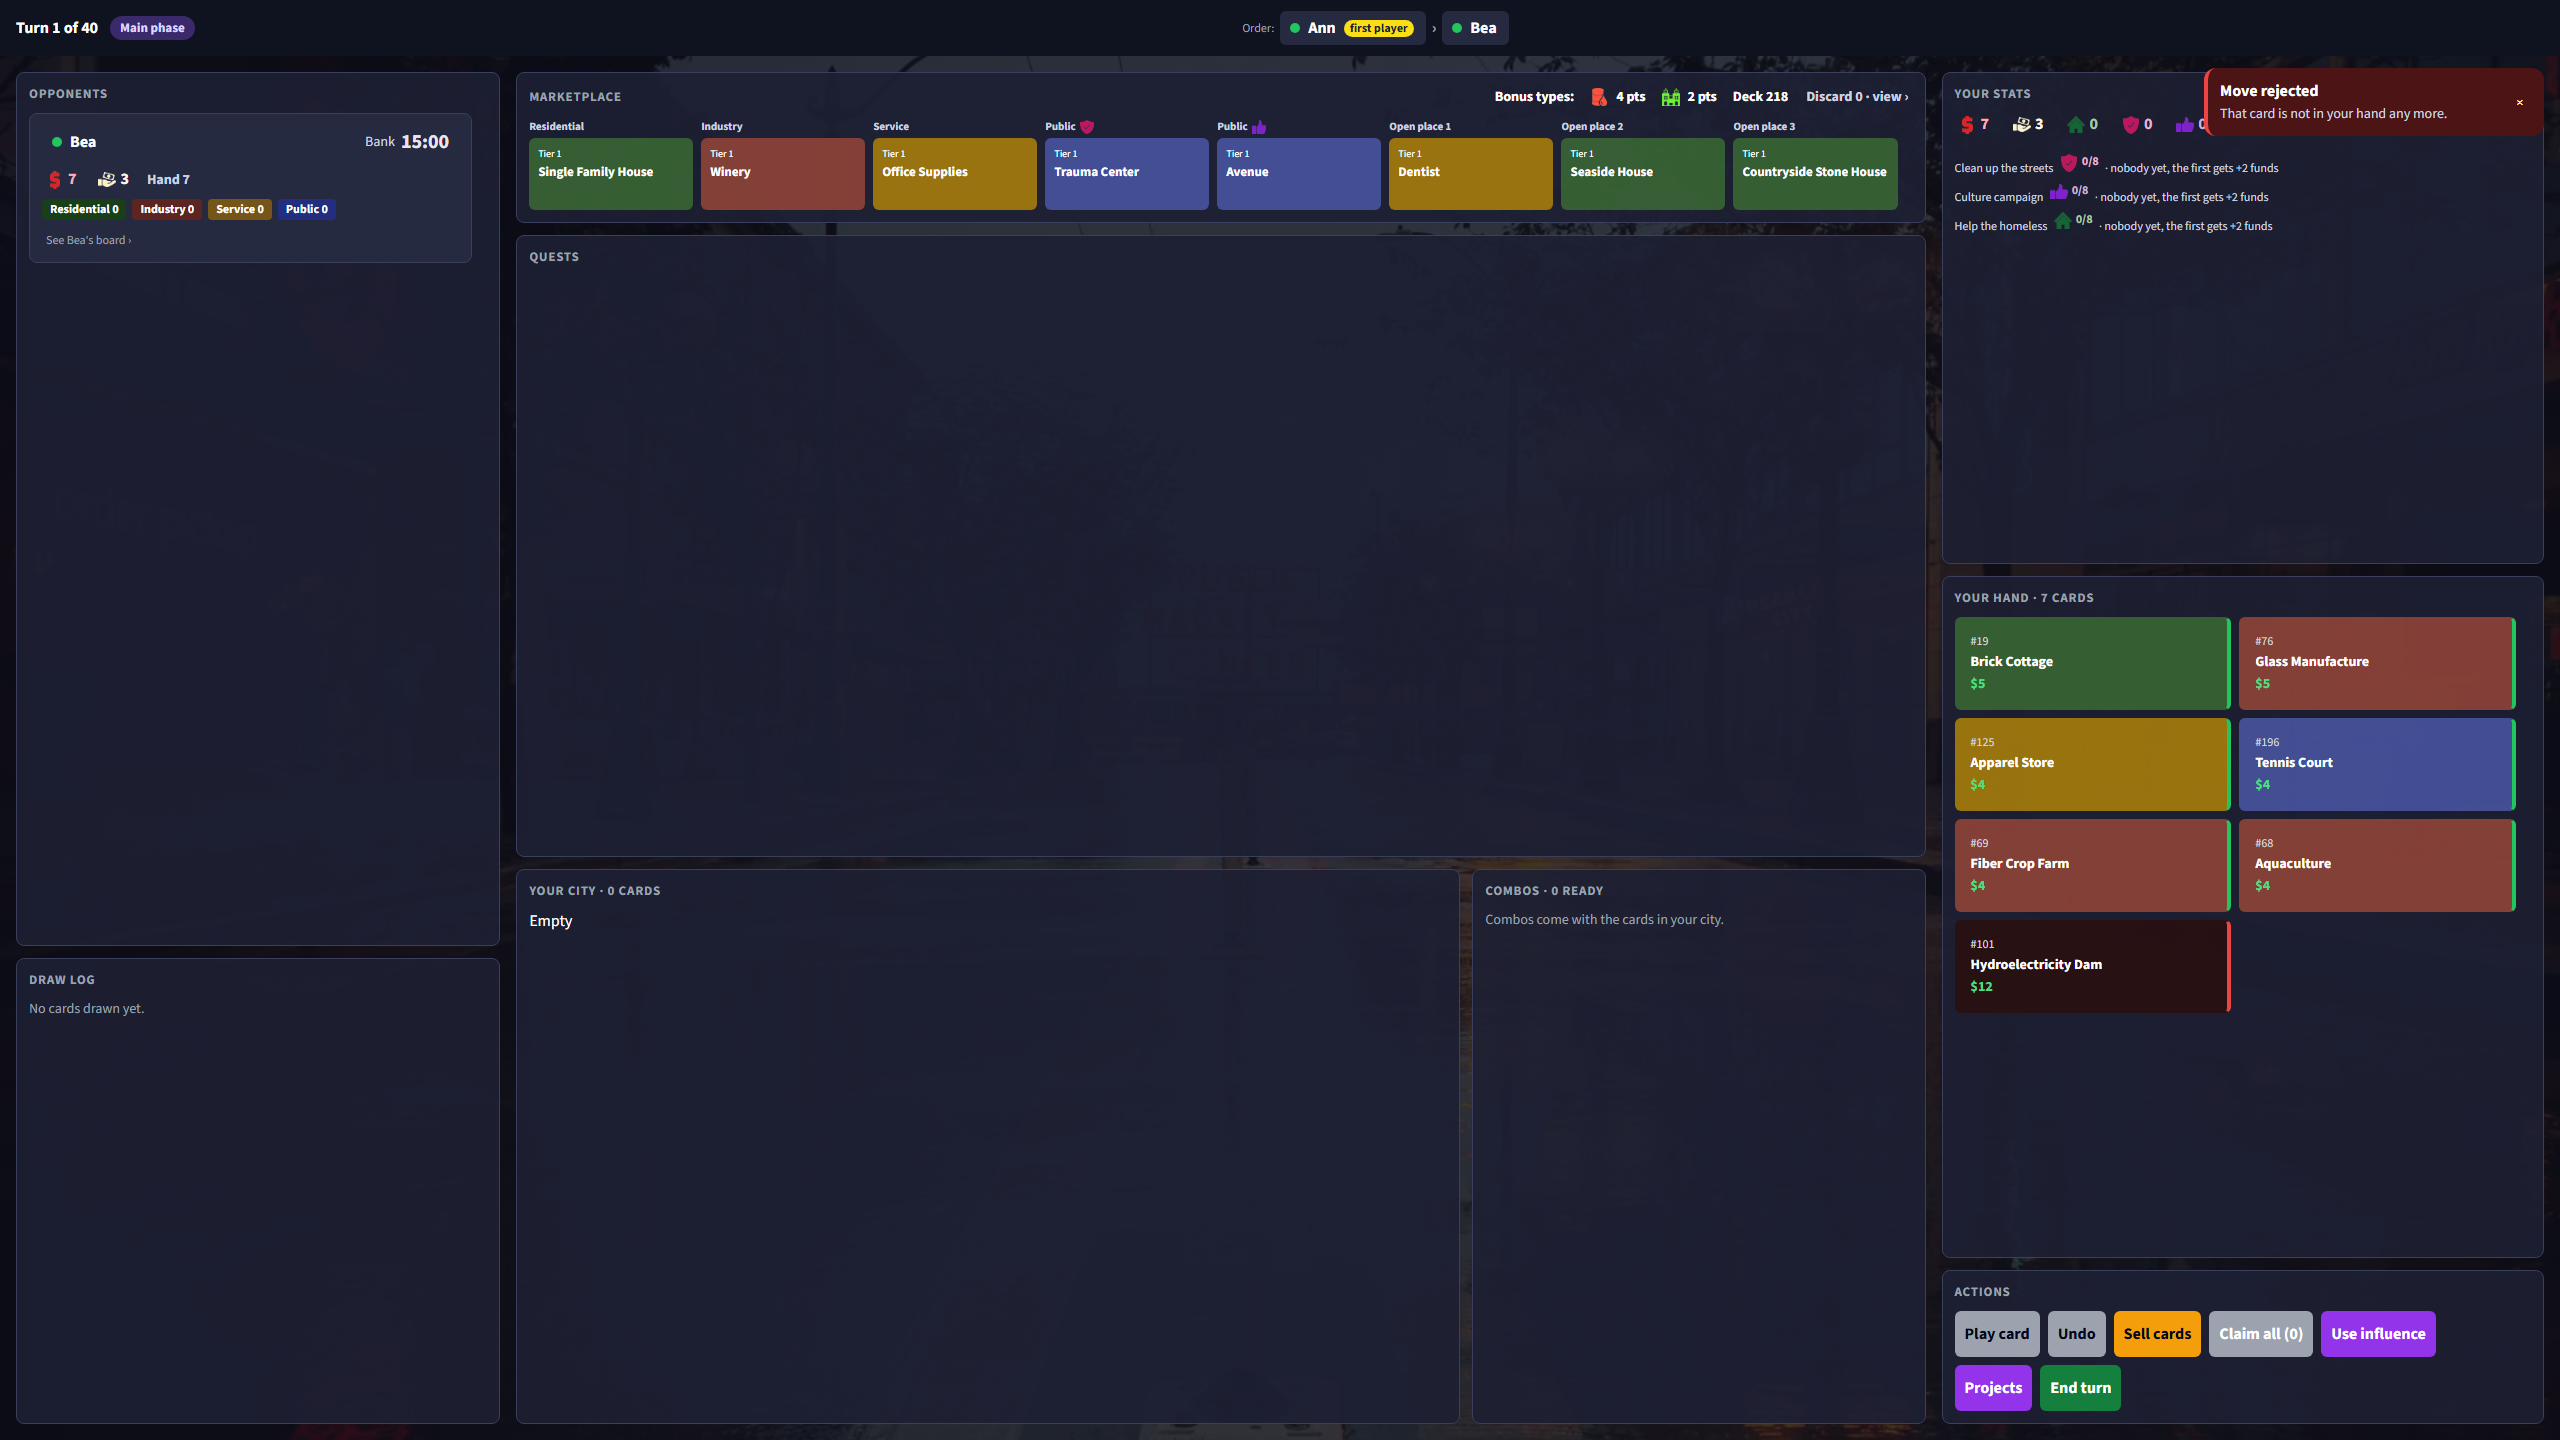 Turn 1 of 40 Main phase
Order: Ann first player › Bea
OPPONENTS
Bea Bank 15:00
7 3 Hand 7
Residential 0 Industry 0 Service 0 Public 0
See Bea's board ›
DRAW LOG
No cards drawn yet.
MARKETPLACE
Bonus types: 4 pts 2 pts Deck 218 Discard 0 · view ›
Residential
Tier 1
Single Family House
Industry
Tier 1
Winery
Service
Tier 1
Office Supplies
Public
Tier 1
Trauma Center
Public
Tier 1
Avenue
Open place 1
Tier 1
Dentist
Open place 2
Tier 1
Seaside House
Open place 3
Tier 1
Countryside Stone House
QUESTS
YOUR CITY · 0 CARDS
Empty
COMBOS · 0 READY
Combos come with the cards in your city.
YOUR STATS
$ 7 3 0 0 0
Move rejected
That card is not in your hand any more.
×
Clean up the streets 0/8 · nobody yet, the first gets +2 funds
Culture campaign 0/8 · nobody yet, the first gets +2 funds
Help the homeless 0/8 · nobody yet, the first gets +2 funds
YOUR HAND · 7 CARDS
#19
Brick Cottage
$5
#76
Glass Manufacture
$5
#125
Apparel Store
$4
#196
Tennis Court
$4
#69
Fiber Crop Farm
$4
#68
Aquaculture
$4
#101
Hydroelectricity Dam
$12
ACTIONS
Play card Undo Sell cards Claim all (0) Use influence
Projects End turn